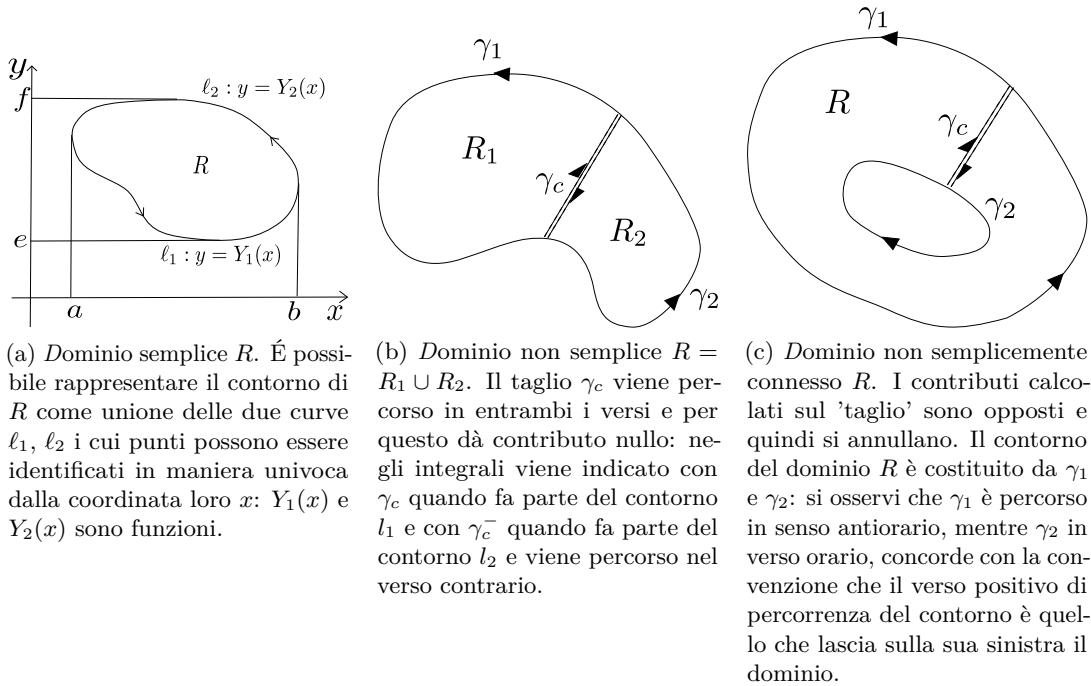 y
f
ℓ₂ : y = Y₂(x)
R
e
ℓ₁ : y = Y₁(x)
a
b
x
(a) Dominio semplice R. É possi-
bile rappresentare il contorno di
R come unione delle due curve
ℓ₁, ℓ₂ i cui punti possono essere
identificati in maniera univoca
dalla coordinata loro x: Y₁(x) e
Y₂(x) sono funzioni.
γ₁
R₁
γ_c
R₂
γ₂
(b) Dominio non semplice R =
R₁ ∪ R₂. Il taglio γ_c viene per-
corso in entrambi i versi e per
questo dà contributo nullo: ne-
gli integrali viene indicato con
γ_c quando fa parte del contorno
l₁ e con γ_c⁻ quando fa parte del
contorno l₂ e viene percorso nel
verso contrario.
γ₁
R
γ_c
γ₂
(c) Dominio non semplicemente
connesso R. I contributi calco-
lati sul 'taglio' sono opposti e
quindi si annullano. Il contorno
del dominio R è costituito da γ₁
e γ₂: si osservi che γ₁ è percorso
in senso antiorario, mentre γ₂ in
verso orario, concorde con la con-
venzione che il verso positivo di
percorrenza del contorno è quel-
lo che lascia sulla sua sinistra il
dominio.